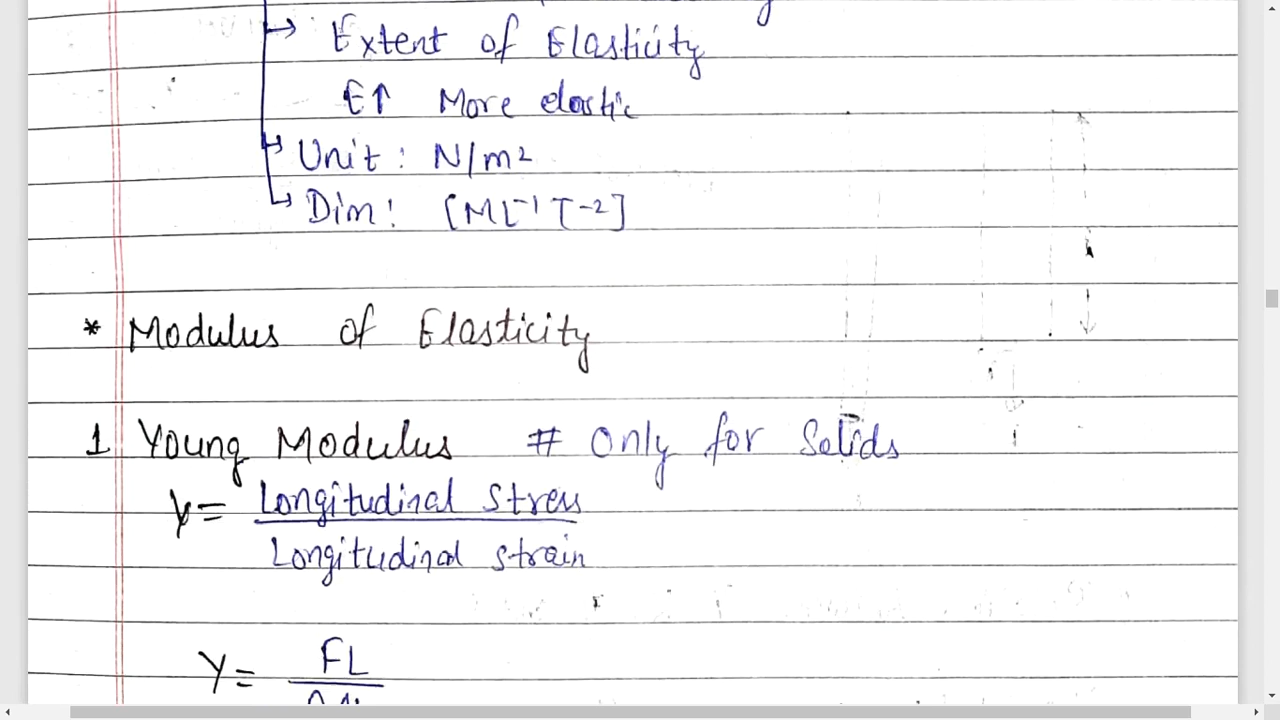 → Extent of Elasticity
E↑ More elastic
→ Unit : N/m²
→ Dim : [ML⁻¹T⁻²]
* Modulus of Elasticity
1 Young Modulus # Only for Solids
Y = Longitudinal Stress
Longitudinal strain
Y = FL